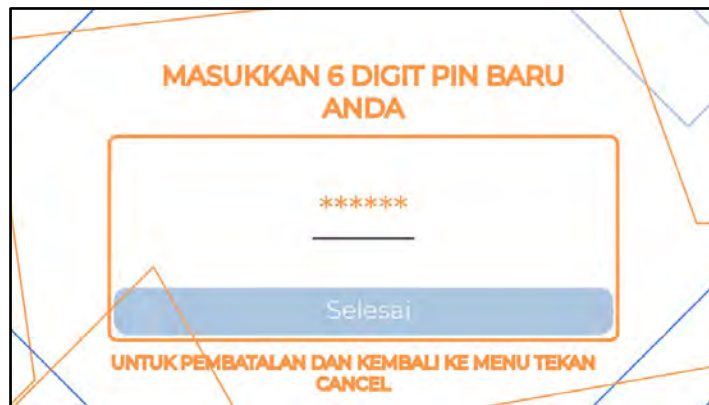 MASUKKAN 6 DIGIT PIN BARU
ANDA
******
Selesai
UNTUK PEMBATALAN DAN KEMBALI KE MENU TEKAN
CANCEL